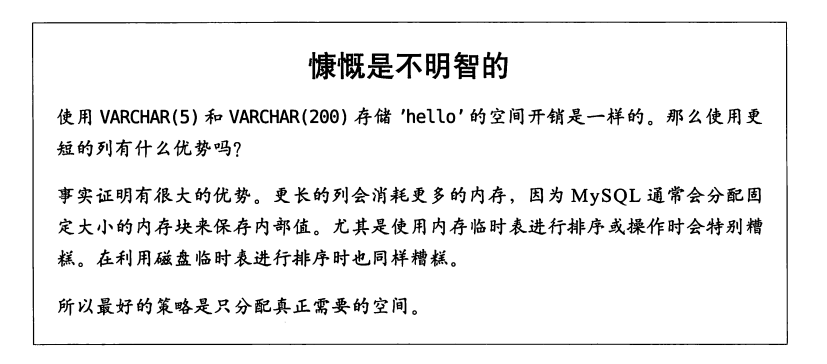 慷慨是不明智的
使用 VARCHAR(5) 和 VARCHAR(200) 存储 'hello' 的空间开销是一样的。那么使用更
短的列有什么优势吗？
事实证明有很大的优势。更长的列会消耗更多的内存，因为 MySQL 通常会分配固
定大小的内存块来保存内部值。尤其是使用内存临时表进行排序或操作时会特别糟
糕。在利用磁盘临时表进行排序时也同样糟糕。
所以最好的策略是只分配真正需要的空间。